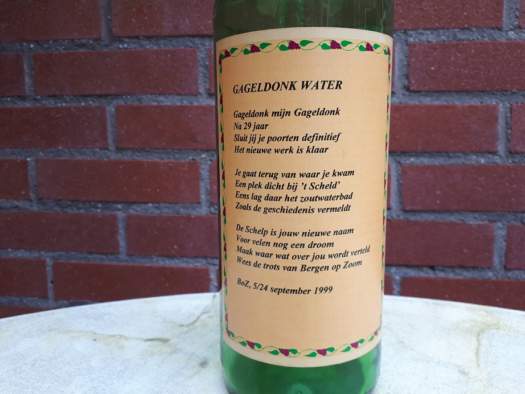 GAGELDONK WATER
Gageldonk mijn Gageldonk
Na 29 jaar
Sluit jij je poorten definitief
Het nieuwe werk is klaar
Je gaat terug van waar je kwam
Een plek dicht bij 't Scheld'
Eens lag daar het zoutwaterbad
Zoals de geschiedenis vermeldt
De Schelp is jouw nieuwe naam
Voor velen nog een droom
Maak waar wat over jou wordt verteld
Wees de trots van Bergen op Zoom
BoZ, 5/24 september 1999